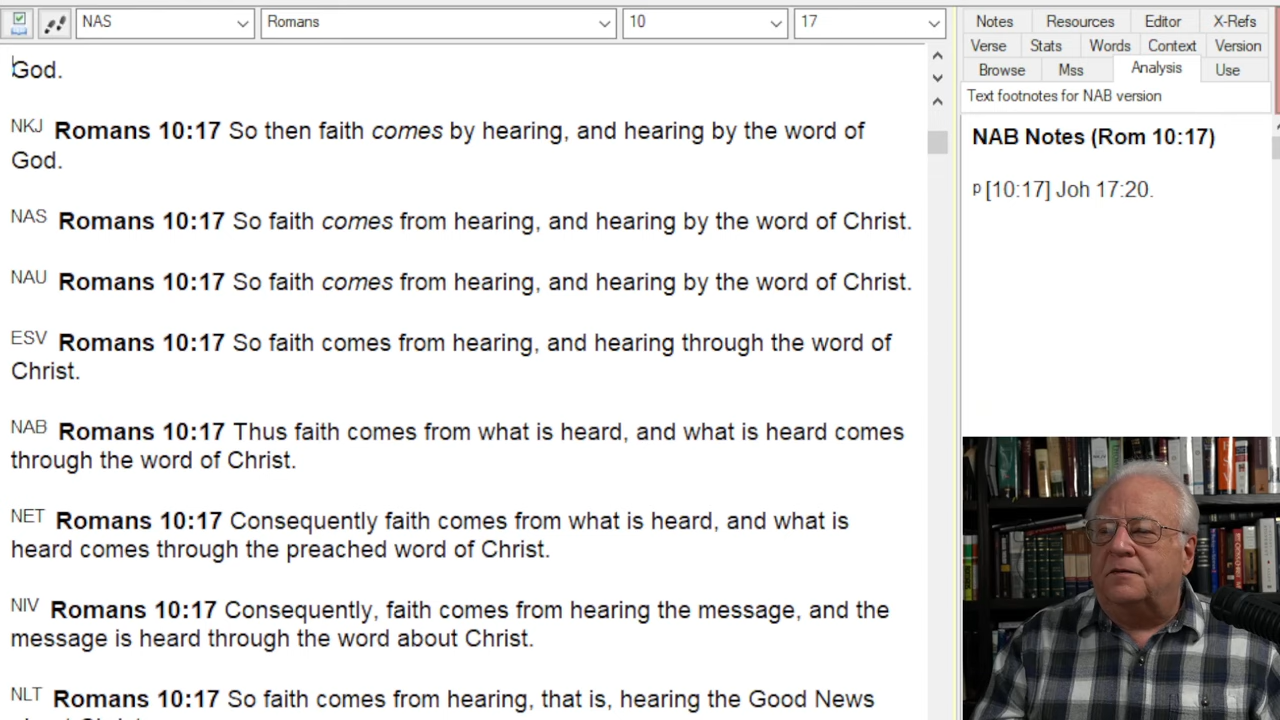 NAS Romans 10 17
God.
NKJ Romans 10:17 So then faith comes by hearing, and hearing by the word of
God.
NAS Romans 10:17 So faith comes from hearing, and hearing by the word of Christ.
NAU Romans 10:17 So faith comes from hearing, and hearing by the word of Christ.
ESV Romans 10:17 So faith comes from hearing, and hearing through the word of
Christ.
NAB Romans 10:17 Thus faith comes from what is heard, and what is heard comes
through the word of Christ.
NET Romans 10:17 Consequently faith comes from what is heard, and what is
heard comes through the preached word of Christ.
NIV Romans 10:17 Consequently, faith comes from hearing the message, and the
message is heard through the word about Christ.
NLT Romans 10:17 So faith comes from hearing, that is, hearing the Good News
Notes Resources Editor X-Refs
Verse Stats Words Context Version
Browse Mss Analysis Use
Text footnotes for NAB version
NAB Notes (Rom 10:17)
p [10:17] Joh 17:20.